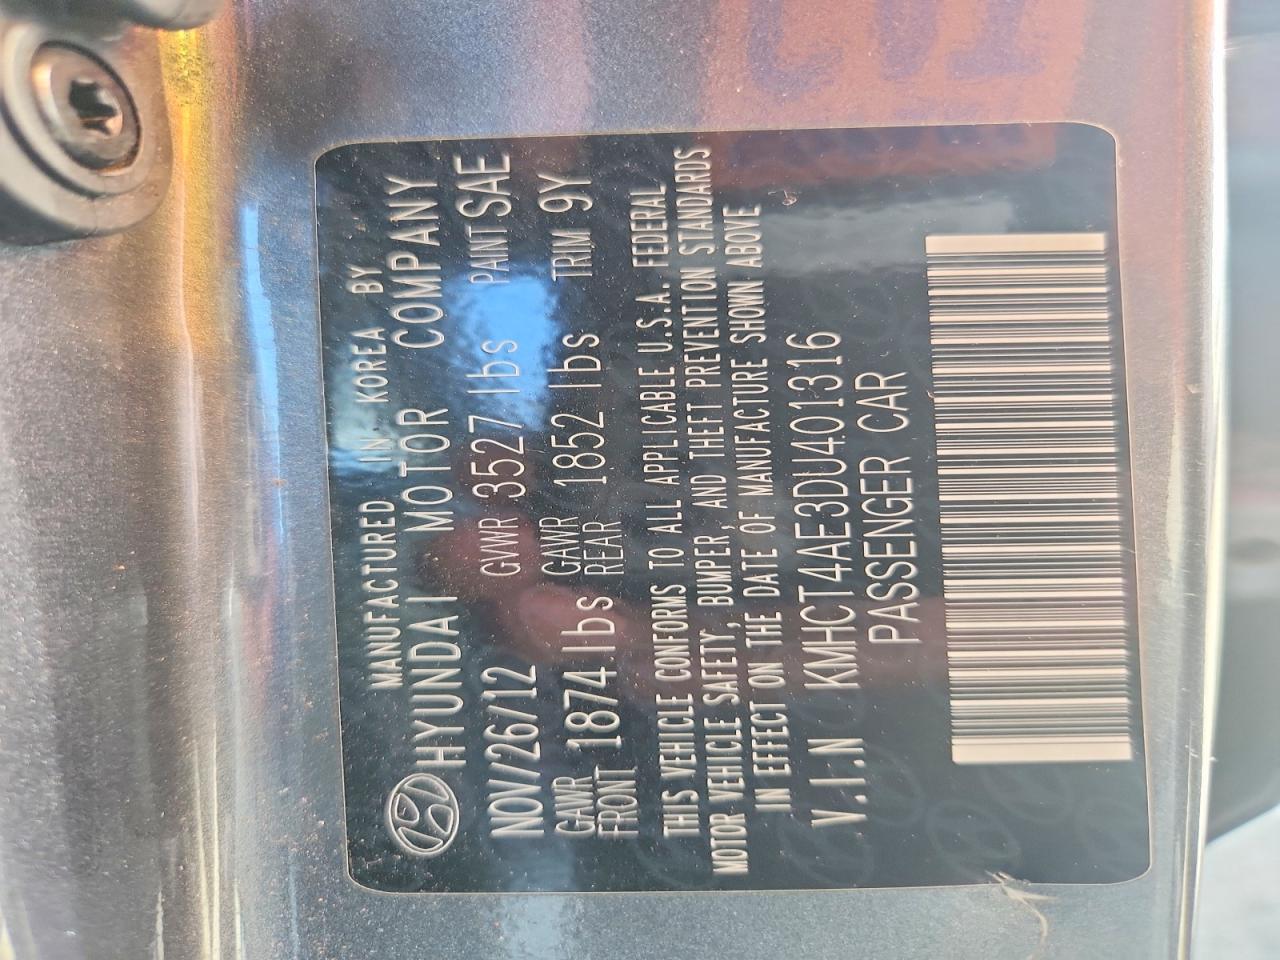 MANUFACTURED IN KOREA BY
HYUNDAI MOTOR COMPANY
NOV/26/12 GVWR 3527 lbs PAINT SAE
GAWR FRONT 1874 lbs GAWR REAR 1852 lbs TRIM 9Y
THIS VEHICLE CONFORMS TO ALL APPLICABLE U.S.A. FEDERAL
MOTOR VEHICLE SAFETY, BUMPER, AND THEFT PREVENTION STANDARDS
IN EFFECT ON THE DATE OF MANUFACTURE SHOWN ABOVE
V.I.N KMHCT4AE3DU401316
PASSENGER CAR